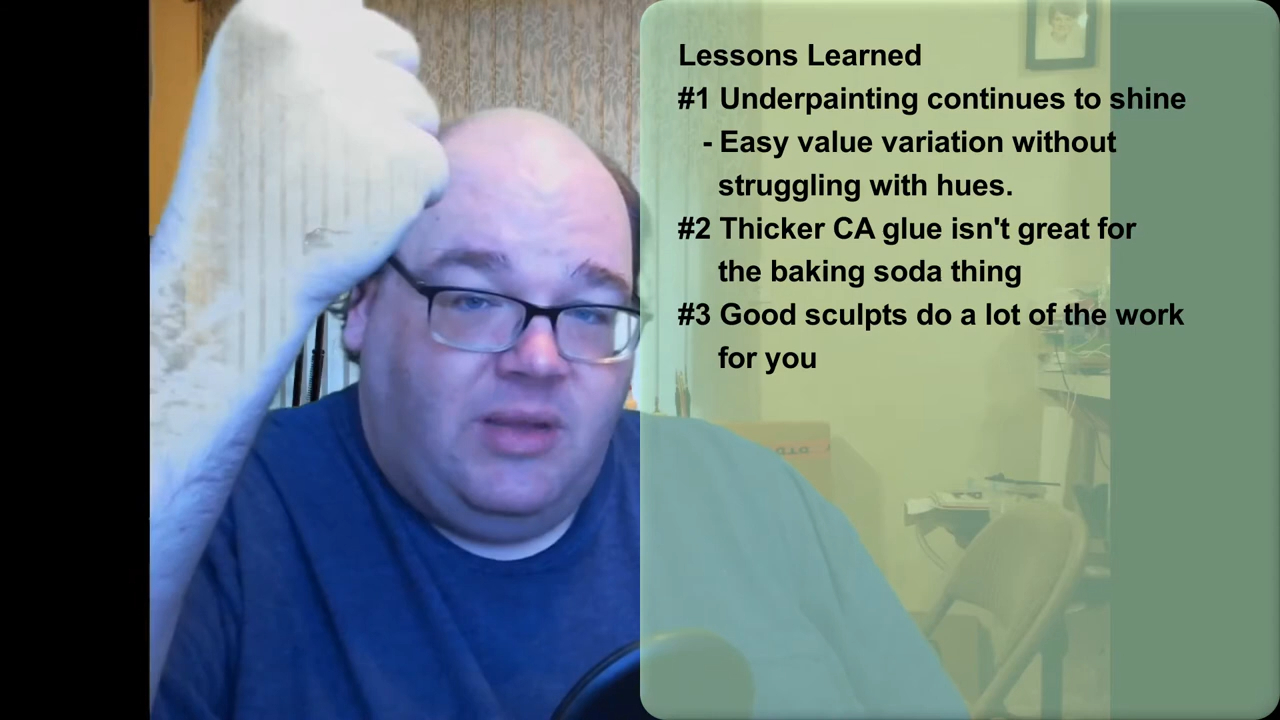 Lessons Learned
#1 Underpainting continues to shine
- Easy value variation without
struggling with hues.
#2 Thicker CA glue isn't great for
the baking soda thing
#3 Good sculpts do a lot of the work
for you